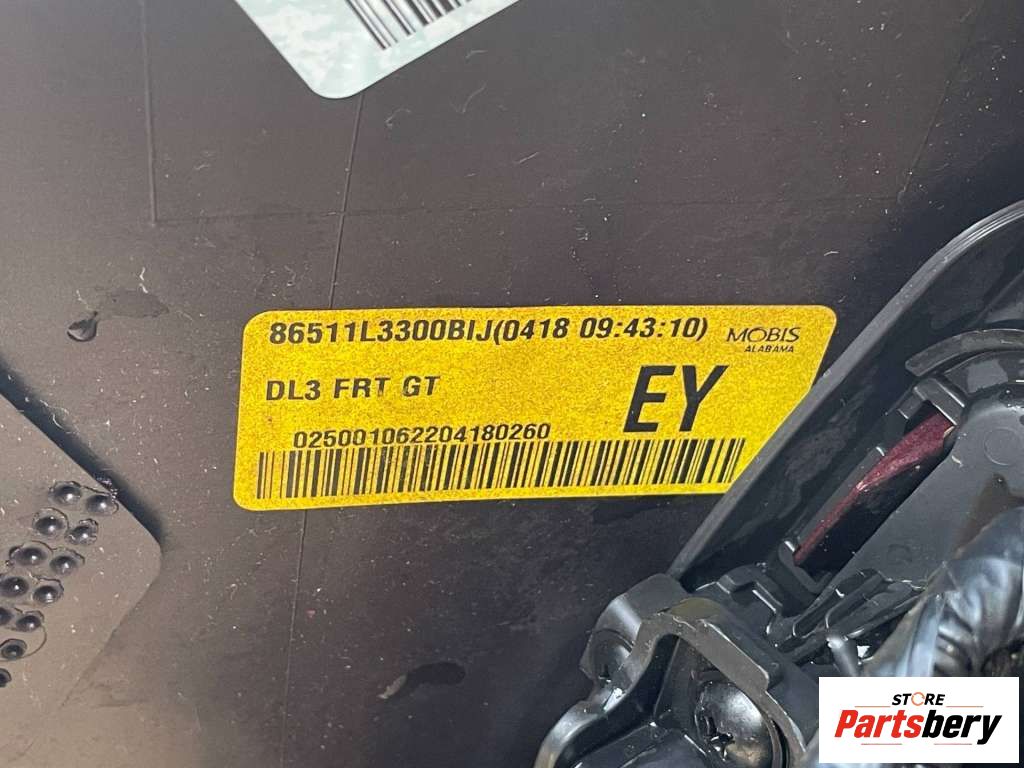 86511L3300BIJ(0418 09:43:10)
MOBIS
ALABAMA
DL3 FRT GT
EY
025001062204180260
STORE
Partsbery